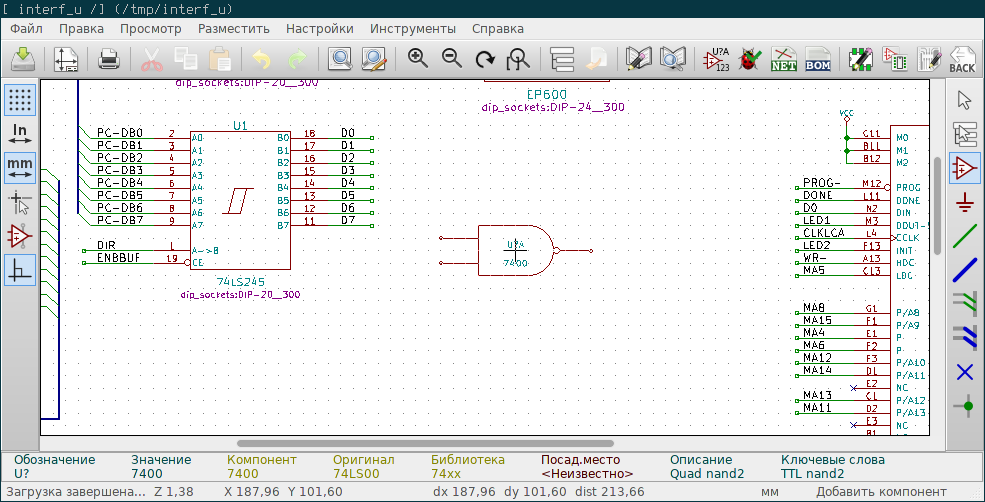 [ interf_u /] (/tmp/interf_u)
Файл Правка Просмотр Разместить Настройки Инструменты Справка
U?A 123 NET BOM BACK
In
mm
dip_sockets:DIP-20__300
EP600
dip_sockets:DIP-24__300
U1
PC-DB0 2 A0 B0 18 D0
PC-DB1 3 A1 B1 17 D1
PC-DB2 4 A2 B2 16 D2
PC-DB3 5 A3 B3 15 D3
PC-DB4 6 A4 B4 14 D4
PC-DB5 7 A5 B5 13 D5
PC-DB6 8 A6 B6 12 D6
PC-DB7 9 A7 B7 11 D7
DIR 1 A->B
ENBBUF 19 CE
74LS245
dip_sockets:DIP-20__300
U?A
7400
VCC
C11 M0
B11 M1
B12 M2
PROG- M12 PROG
DONE L11 DONE
D0 N2 DIN
LED1 M3 DOUT-
CLKLCA L4 CCLK
LED2 F13 INIT
WR- A13 HDC
MA5 C13 LDC
MA8 G1 P/A8
MA15 F1 P/A9
MA4 E1 P
MA6 F2 P
MA12 F3 P/A10
MA14 D1 P/A11
E2 NC
MA13 C1 P/A12
MA11 D2 P/A13
E3 NC
B1
Обозначение Значение Компонент Оригинал Библиотека Посад.место Описание Ключевые слова
U? 7400 7400 74LS00 74xx <Неизвестно> Quad nand2 TTL nand2
Загрузка завершена... Z 1,38 X 187,96 Y 101,60 dx 187,96 dy 101,60 dist 213,66 мм Добавить компонент